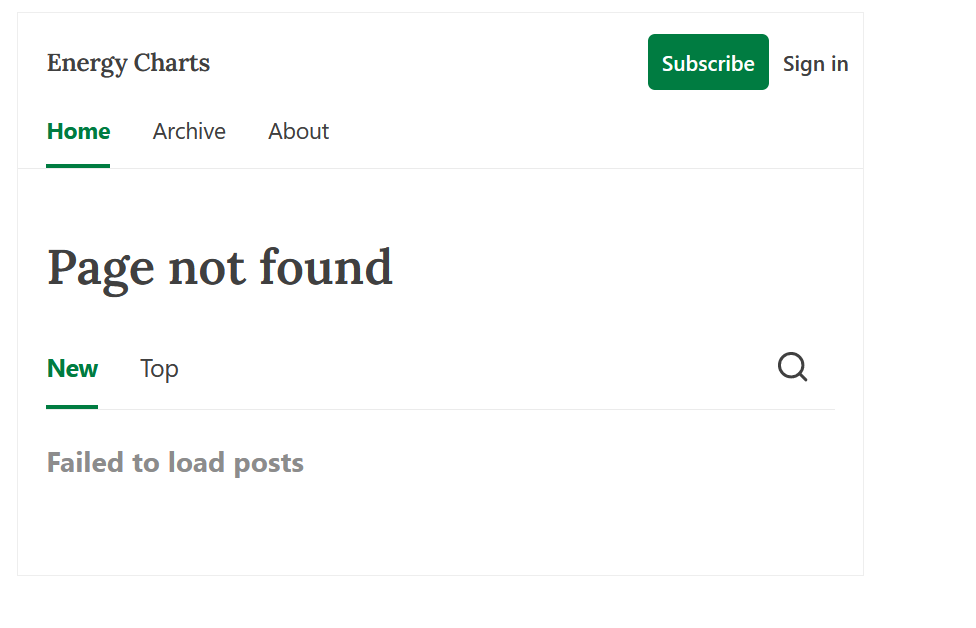 Energy Charts
Subscribe
Sign in
Home
Archive
About
Page not found
New
Top
Failed to load posts